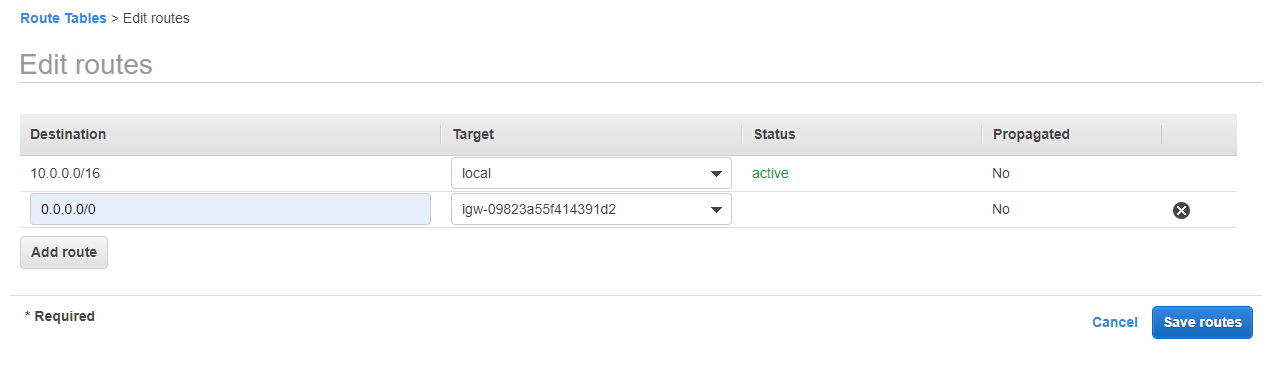 Route Tables > Edit routes
Edit routes
Destination Target Status Propagated
10.0.0.0/16 local active No
0.0.0.0/0 igw-09823a55f414391d2 No
Add route
* Required
Cancel Save routes